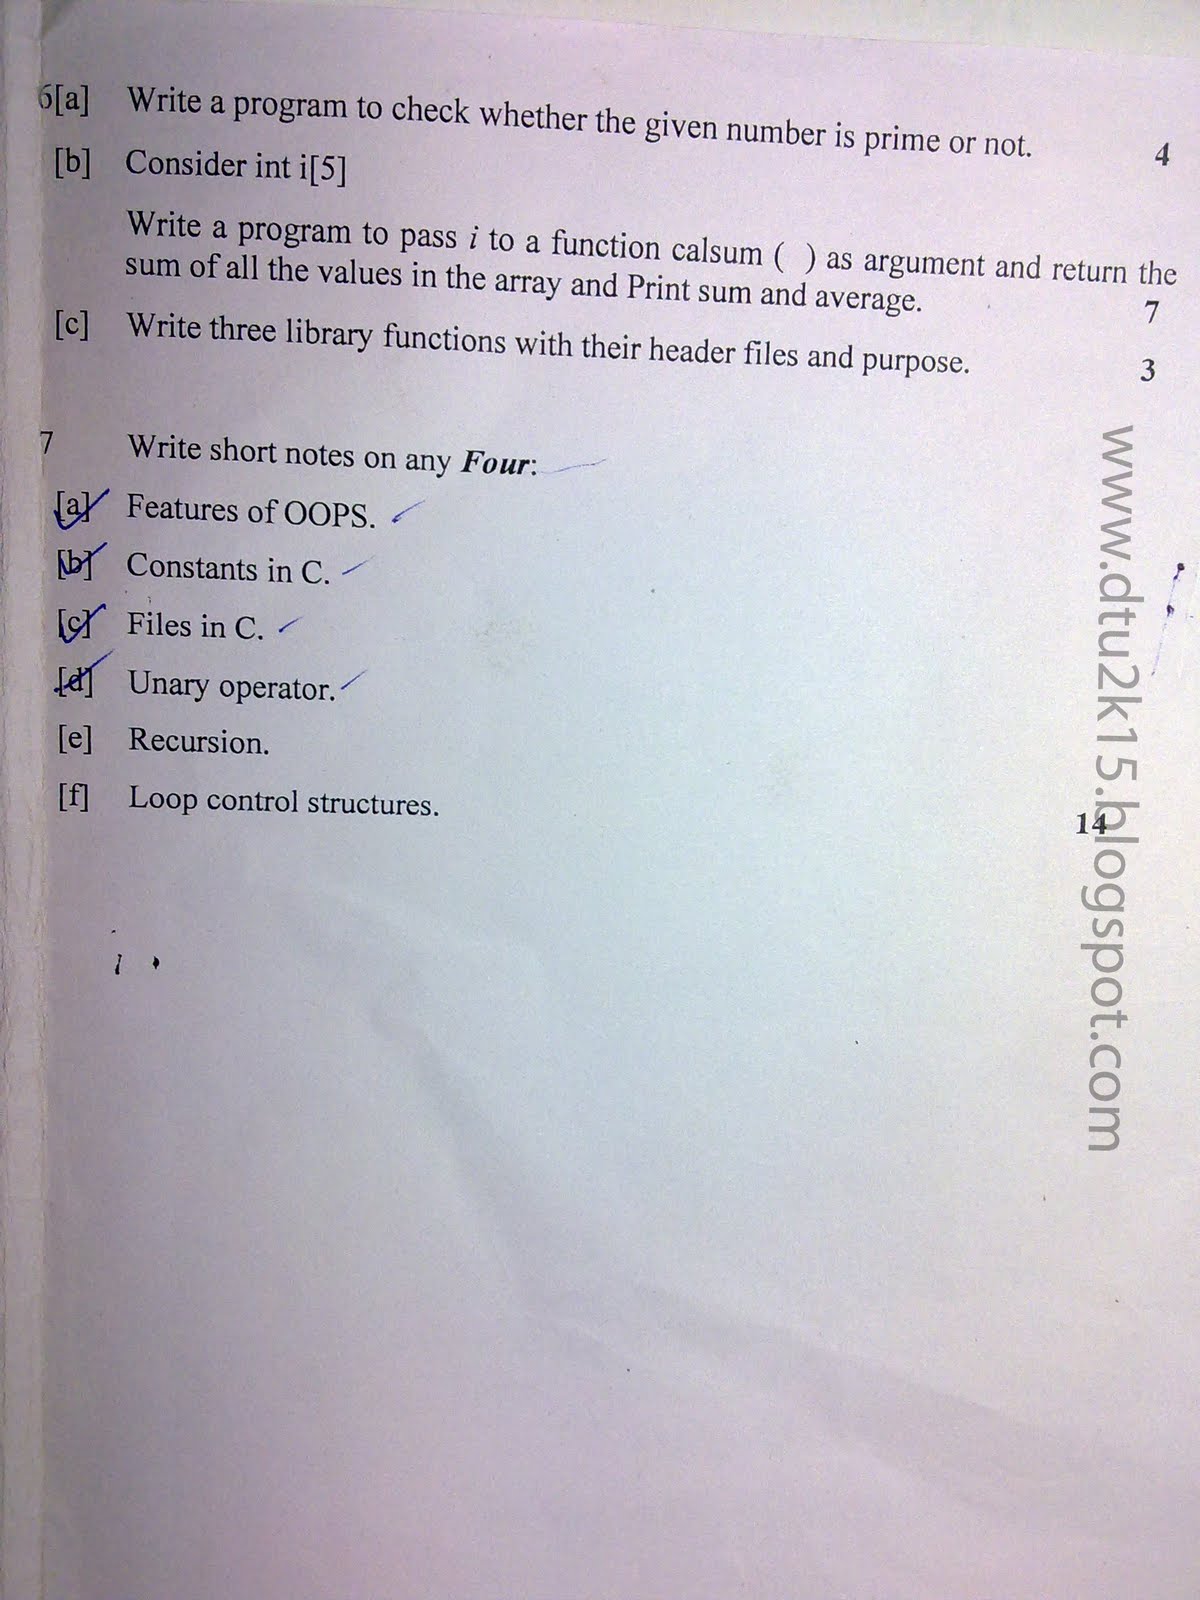 6[a] Write a program to check whether the given number is prime or not. 4
[b] Consider int i[5]
Write a program to pass i to a function calsum ( ) as argument and return the
sum of all the values in the array and Print sum and average. 7
[c] Write three library functions with their header files and purpose. 3
7 Write short notes on any Four:
[a] Features of OOPS.
[b] Constants in C.
[c] Files in C.
[d] Unary operator.
[e] Recursion.
[f] Loop control structures.
14
www.dtu2k15.blogspot.com